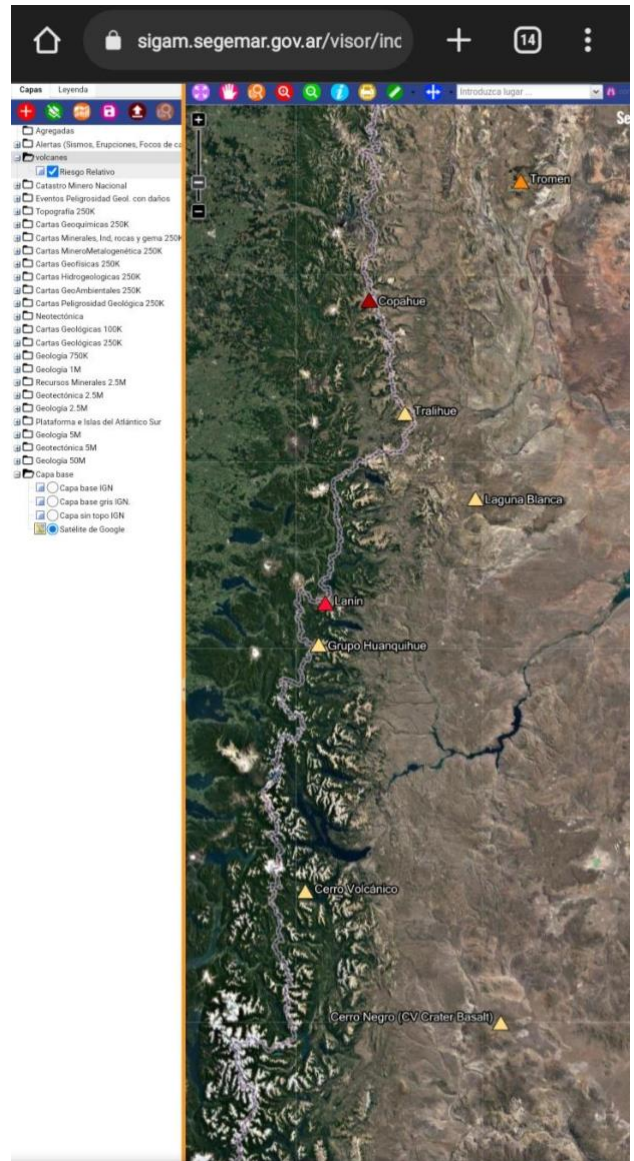 sigam.segemar.gov.ar/visor/inc
14
Capas Leyenda
Introduzca lugar ...
Se
Agregadas
Alertas (Sismos, Erupciones, Focos de ca
volcanes
Riesgo Relativo
Catastro Minero Nacional
Eventos Peligrosidad Geol. con daños
Topografía 250K
Cartas Geoquímicas 250K
Cartas Minerales, Ind, rocas y gema 250K
Cartas MineroMetalogenética 250K
Cartas Geofísicas 250K
Cartas Hidrogeologicas 250K
Cartas GeoAmbientales 250K
Cartas Peligrosidad Geológica 250K
Neotectónica
Cartas Geológicas 100K
Cartas Geológicas 250K
Geología 750K
Geologia 1M
Recursos Minerales 2.5M
Geotectónica 2.5M
Geologia 2.5M
Plataforma e Islas del Atlántico Sur
Geología 5M
Geotectónica 5M
Geologia 50M
Capa base
Capa base IGN
Capa base gris IGN.
Capa sin topo IGN
Satélite de Google
Tromen
Copahue
Tralihue
Laguna Blanca
Lanín
Grupo Huanquihue
Cerro Volcánico
Cerro Negro (CV Crater Basalt)